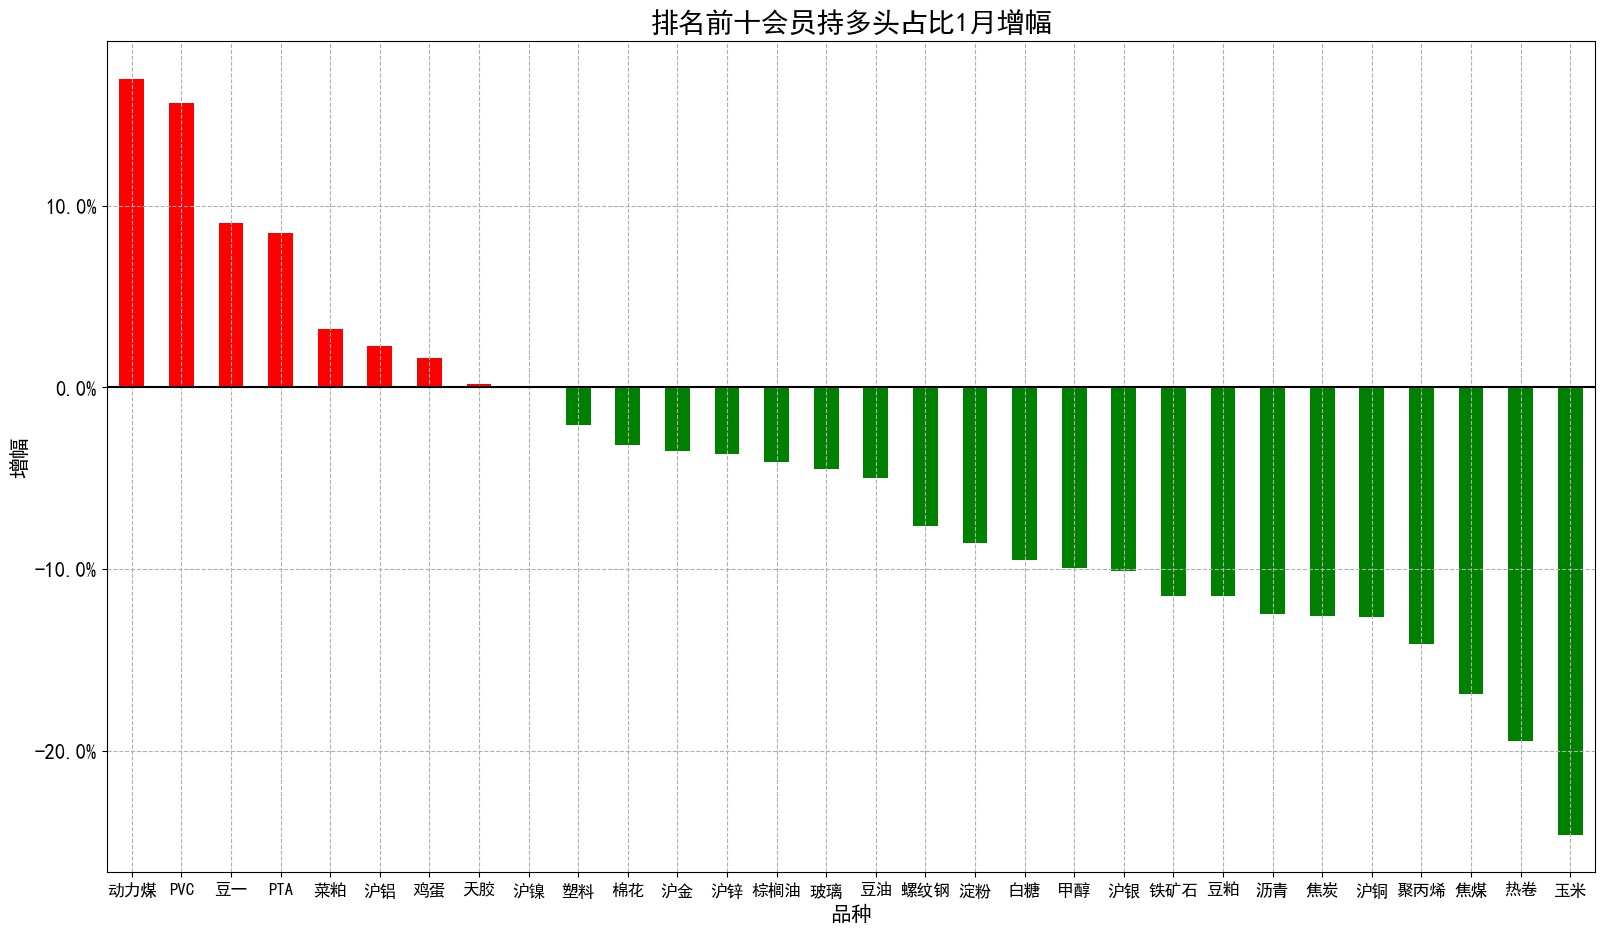 排名前十会员持多头占比1月增幅
10.0%
0.0%
−10.0%
−20.0%
增幅
动力煤 PVC 豆一 PTA 菜粕 沪铝 鸡蛋 天胶 沪镍 塑料 棉花 沪金 沪锌 棕榈油 玻璃 豆油 螺纹钢 淀粉 白糖 甲醇 沪银 铁矿石 豆粕 沥青 焦炭 沪铜 聚丙烯 焦煤 热卷 玉米
品种